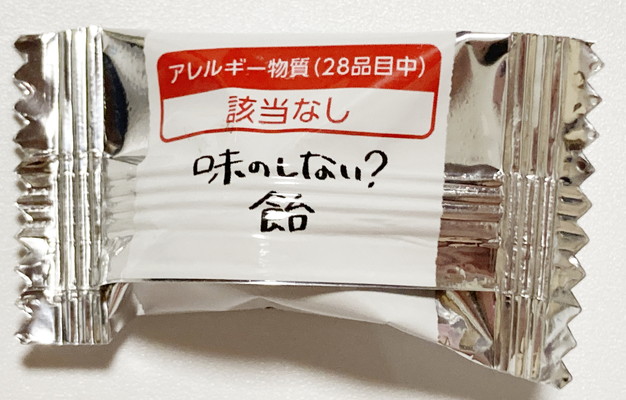 アレルギー物質(28品目中)
該当なし
味のしない?
飴